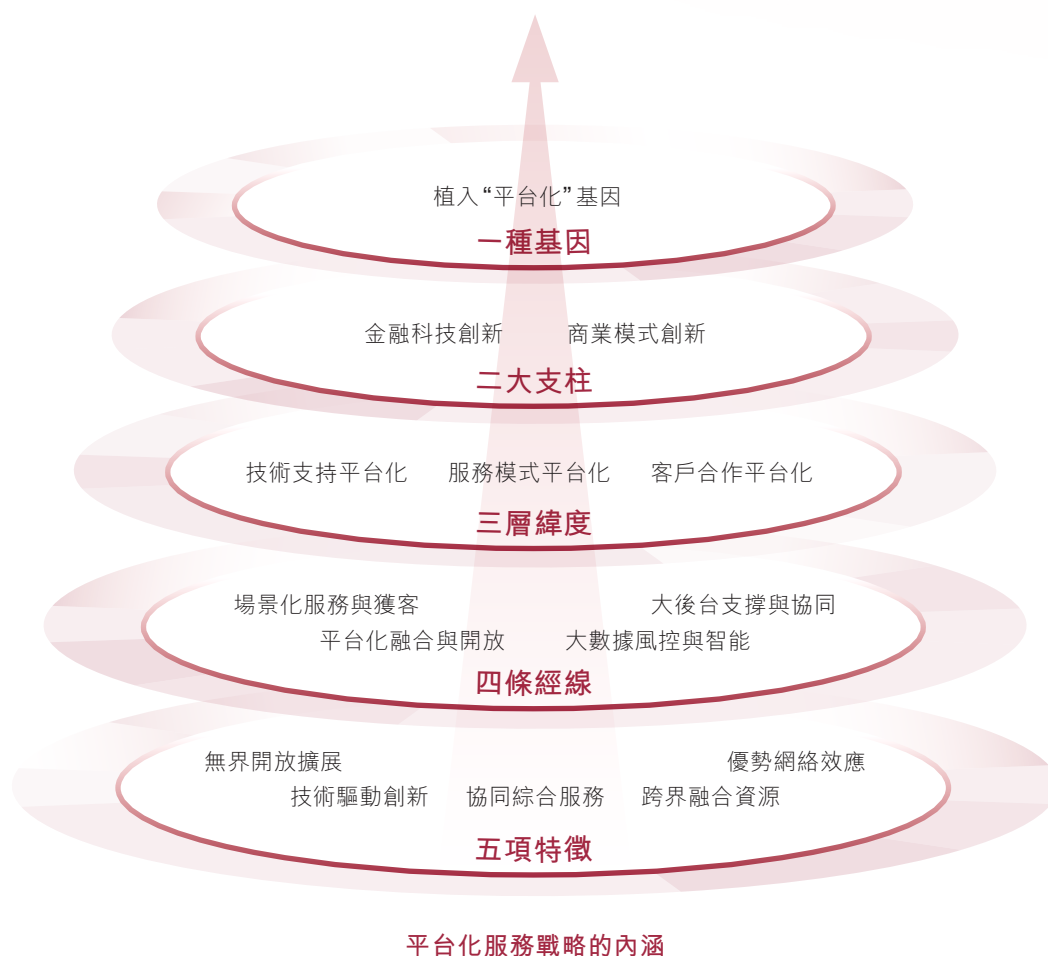 植入“平台化”基因
一種基因
金融科技創新 商業模式創新
二大支柱
技術支持平台化 服務模式平台化 客戶合作平台化
三層緯度
場景化服務與獲客 大後台支撐與協同
平台化融合與開放 大數據風控與智能
四條經線
無界開放擴展 優勢網絡效應
技術驅動創新 協同綜合服務 跨界融合資源
五項特徵
平台化服務戰略的內涵